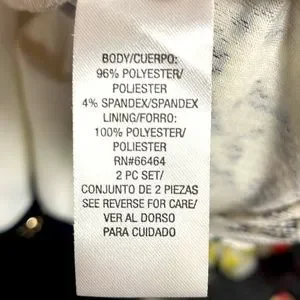 BODY/CUERPO:
96% POLYESTER/
POLIESTER
4% SPANDEX/SPANDEX
LINING/FORRO:
100% POLYESTER/
POLIESTER
RN#66464
2 PC SET/
CONJUNTO DE 2 PIEZAS
SEE REVERSE FOR CARE/
VER AL DORSO
PARA CUIDADO